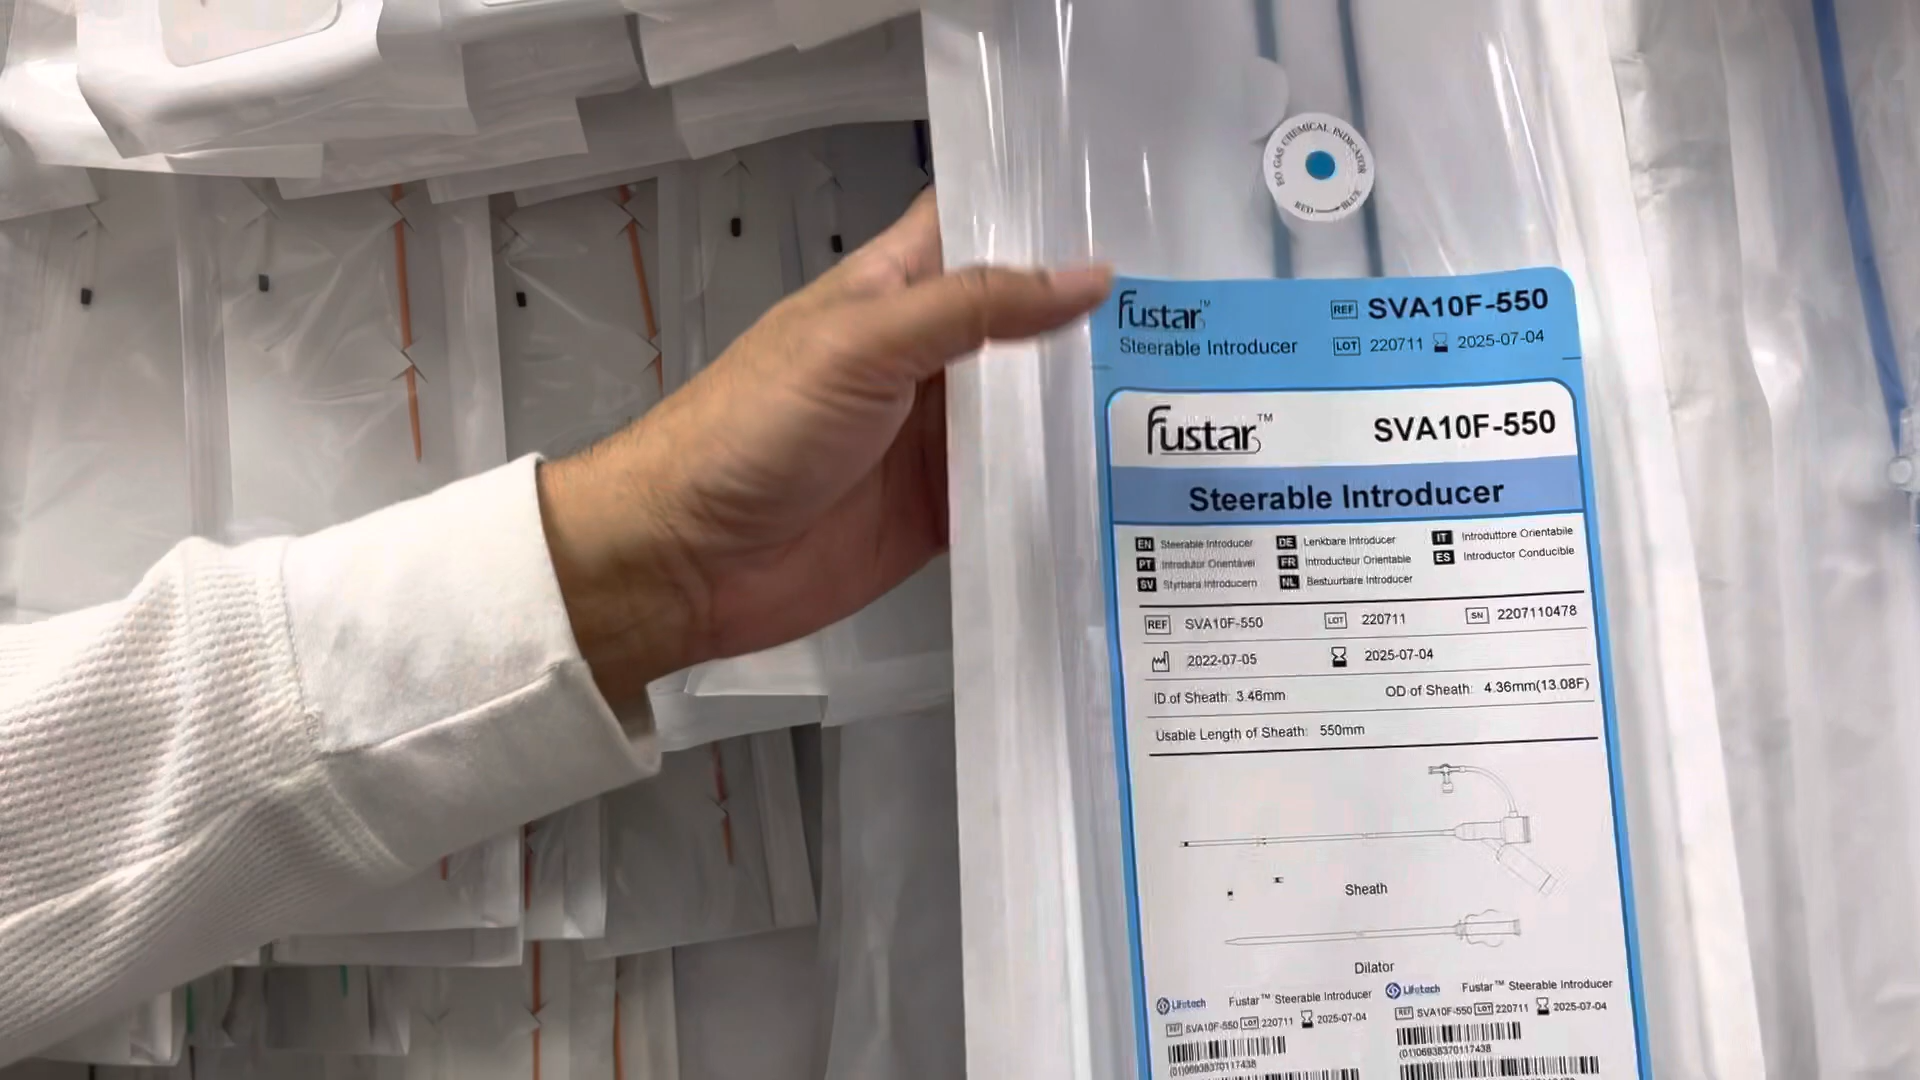 EO GAS CHEMICAL INDICATOR
RED → BLUE
Fustar™ REF SVA10F-550
Steerable Introducer LOT 220711 2025-07-04
Fustar™ SVA10F-550
Steerable Introducer
EN Steerable Introducer DE Lenkbare Introducer IT Introduttore Orientabile
PT Introdutor Orientável FR Introducteur Orientable ES Introductor Conducible
SV Styrbara Introducern NL Bestuurbare Introducer
REF SVA10F-550 LOT 220711 SN 2207110478
2022-07-05 2025-07-04
ID of Sheath: 3.46mm OD of Sheath: 4.36mm(13.08F)
Usable Length of Sheath: 550mm
Sheath
Dilator
Lifetech Fustar™ Steerable Introducer Lifetech Fustar™ Steerable Introducer
REF SVA10F-550 LOT 220711 2025-07-04 REF SVA10F-550 LOT 220711 2025-07-04
(01)06938370117438 (01)06938370117438